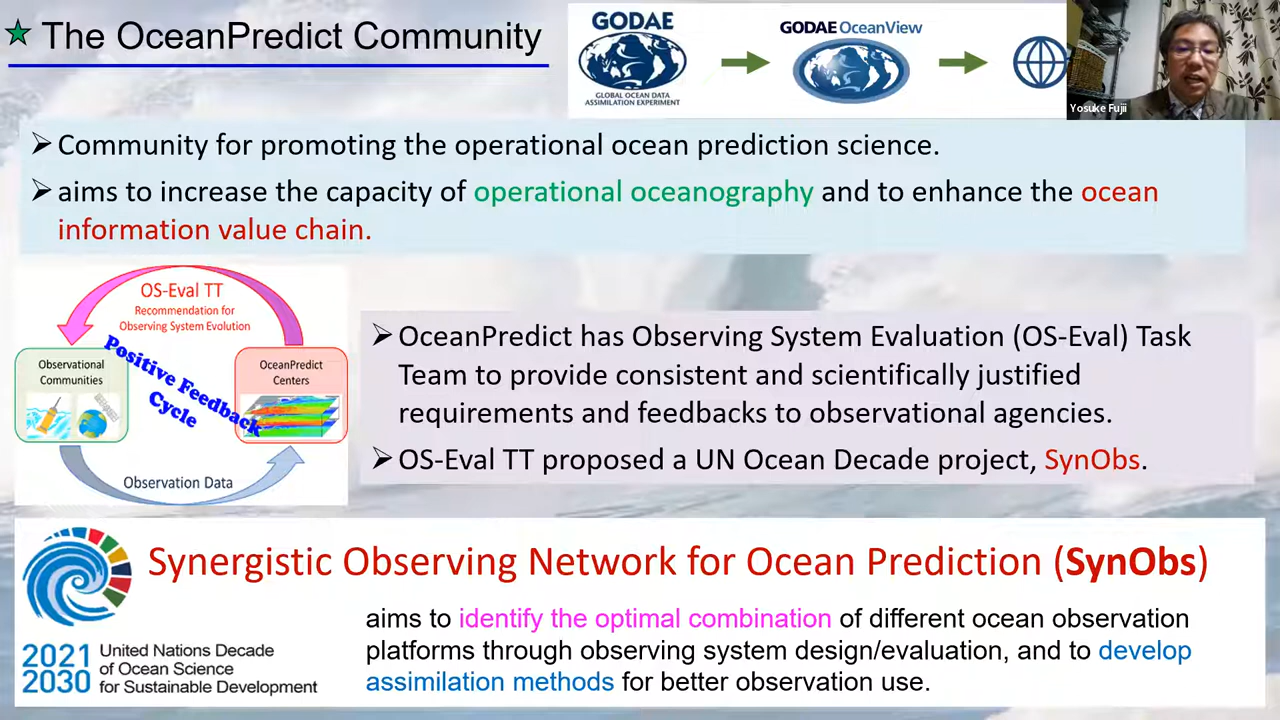 The OceanPredict Community
GODAE
GLOBAL OCEAN DATA
ASSIMILATION EXPERIMENT
GODAE OceanView
Yosuke Fujii
Community for promoting the operational ocean prediction science.
aims to increase the capacity of operational oceanography and to enhance the ocean
information value chain.
OS-Eval TT
Recommendation for
Observing System Evolution
Positive Feedback
Cycle
Observational
Communities
OceanPredict
Centers
Observation Data
OceanPredict has Observing System Evaluation (OS-Eval) Task
Team to provide consistent and scientifically justified
requirements and feedbacks to observational agencies.
OS-Eval TT proposed a UN Ocean Decade project, SynObs.
Synergistic Observing Network for Ocean Prediction (SynObs)
aims to identify the optimal combination of different ocean observation
platforms through observing system design/evaluation, and to develop
assimilation methods for better observation use.
2021
2030
United Nations Decade
of Ocean Science
for Sustainable Development